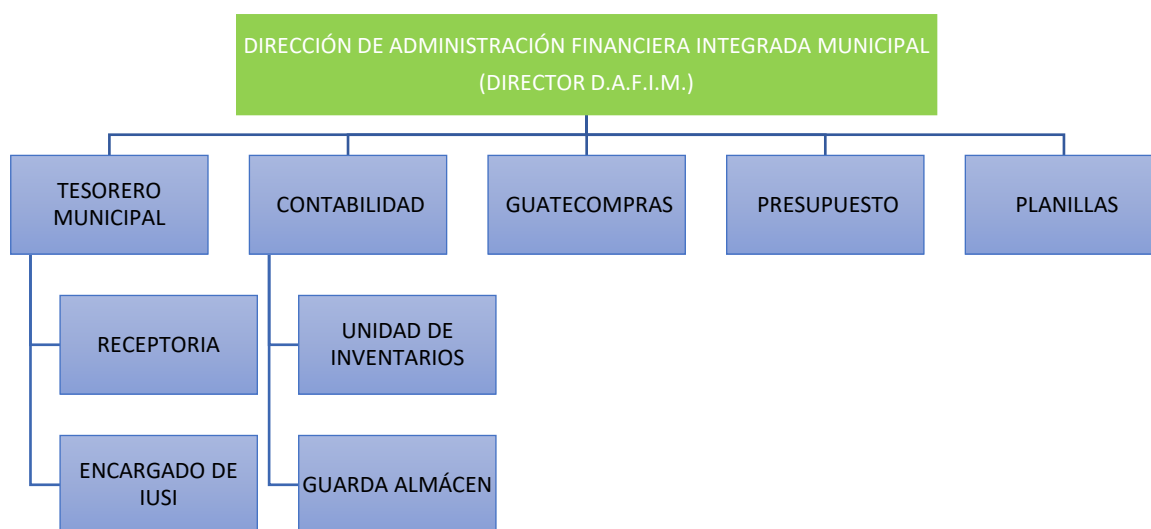 DIRECCIÓN DE ADMINISTRACIÓN FINANCIERA INTEGRADA MUNICIPAL
(DIRECTOR D.A.F.I.M.)
TESORERO
MUNICIPAL
CONTABILIDAD
GUATECOMPRAS
PRESUPUESTO
PLANILLAS
RECEPTORIA
UNIDAD DE
INVENTARIOS
ENCARGADO DE
IUSI
GUARDA ALMÁCEN